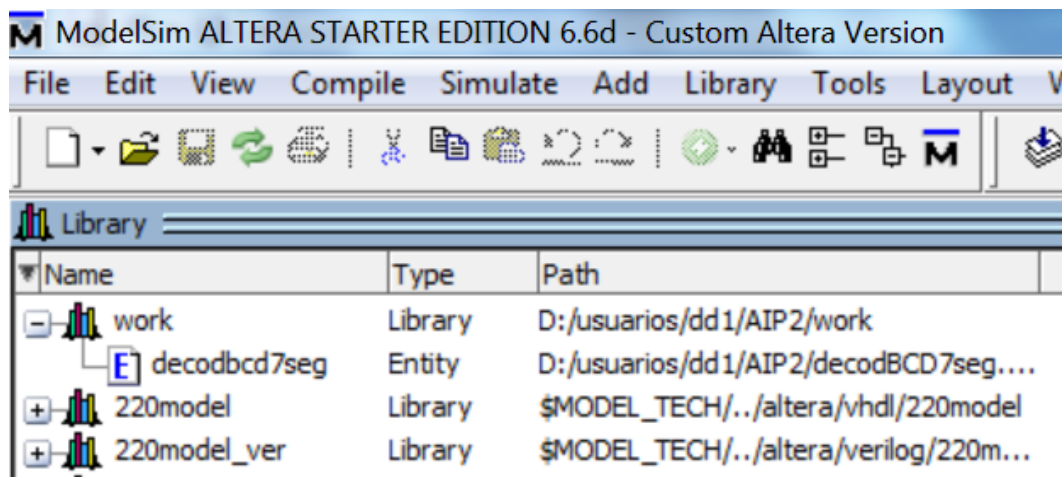 ModelSim ALTERA STARTER EDITION 6.6d - Custom Altera Version
File Edit View Compile Simulate Add Library Tools Layout
M
Library
Name Type Path
work Library D:/usuarios/dd1/AIP2/work
E decodbcd7seg Entity D:/usuarios/dd1/AIP2/decodBCD7seg....
220model Library $MODEL_TECH/../altera/vhdl/220model
220model_ver Library $MODEL_TECH/../altera/verilog/220m...